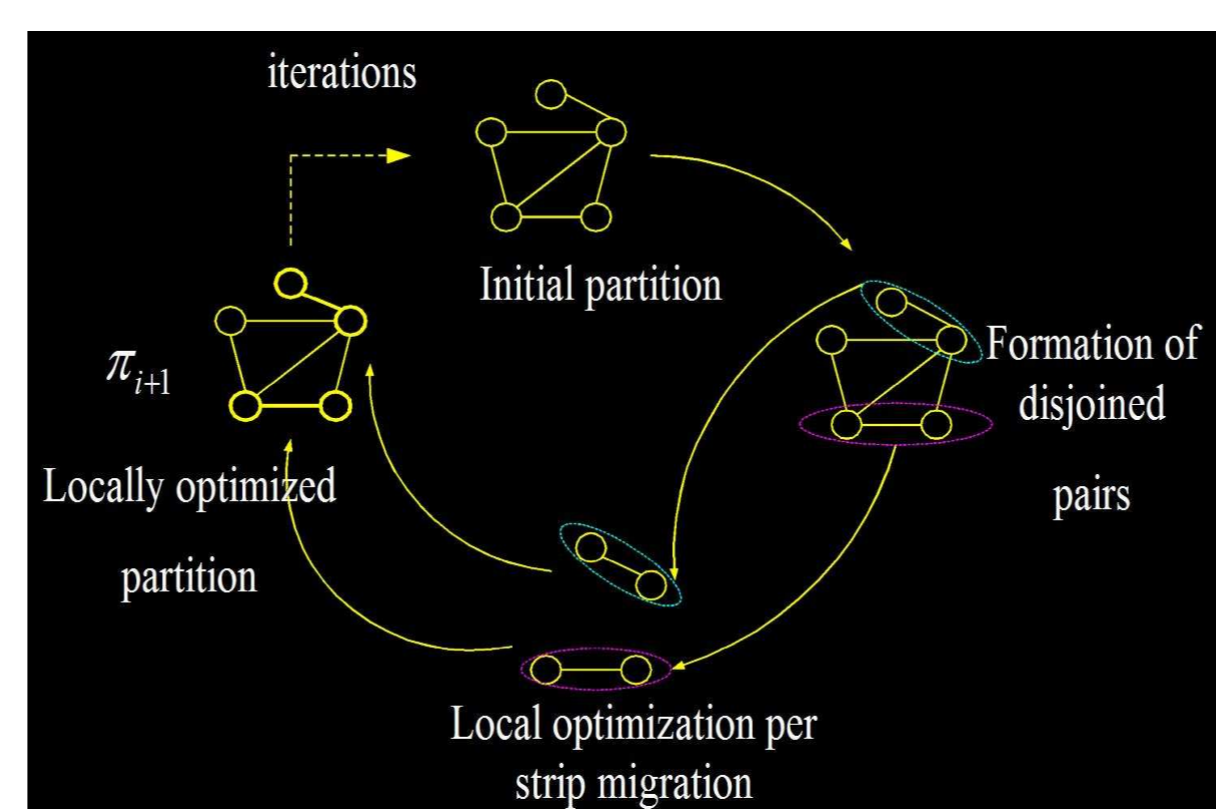 iterations
Initial partition
Formation of
disjoined
pairs
π_{i+1}
Locally optimized
partition
Local optimization per
strip migration